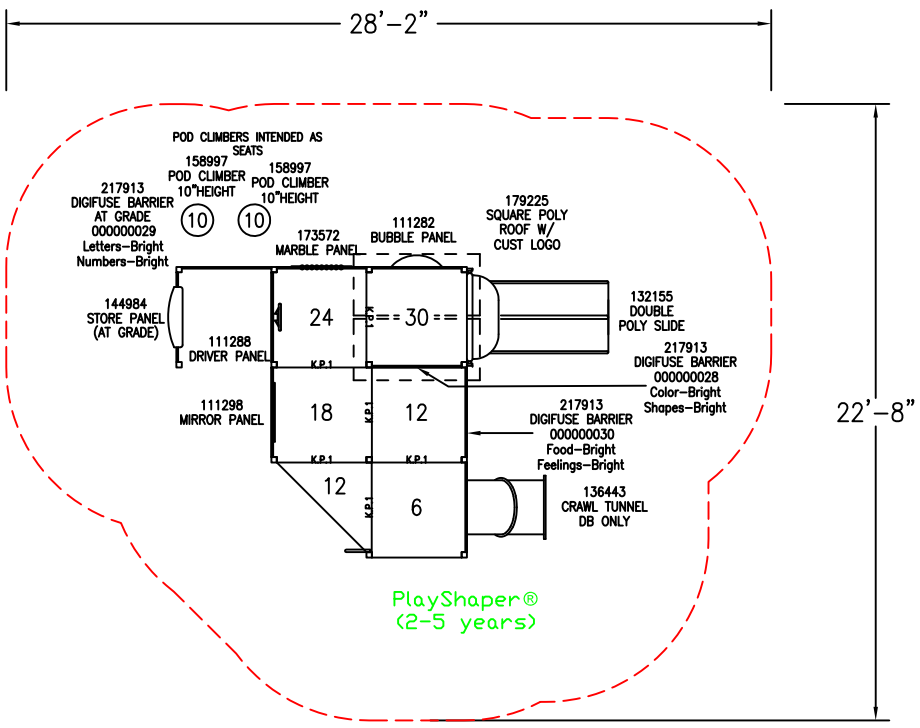 28'-2"
POD CLIMBERS INTENDED AS
SEATS
158997
POD CLIMBER
10"HEIGHT
158997
POD CLIMBER
10"HEIGHT
217913
DIGIFUSE BARRIER
AT GRADE
000000029
Letters-Bright
Numbers-Bright
10
10
173572
MARBLE PANEL
111282
BUBBLE PANEL
179225
SQUARE POLY
ROOF W/
CUST LOGO
144984
STORE PANEL
(AT GRADE)
111288
DRIVER PANEL
24
K.P.1
30
132155
DOUBLE
POLY SLIDE
K.P.1
217913
DIGIFUSE BARRIER
000000028
Color-Bright
Shapes-Bright
111298
MIRROR PANEL
18
K.P.1
12
217913
DIGIFUSE BARRIER
000000030
Food-Bright
Feelings-Bright
22'-8"
K.P.1
K.P.1
12
K.P.1
6
136443
CRAWL TUNNEL
DB ONLY
PlayShaper®
(2-5 years)